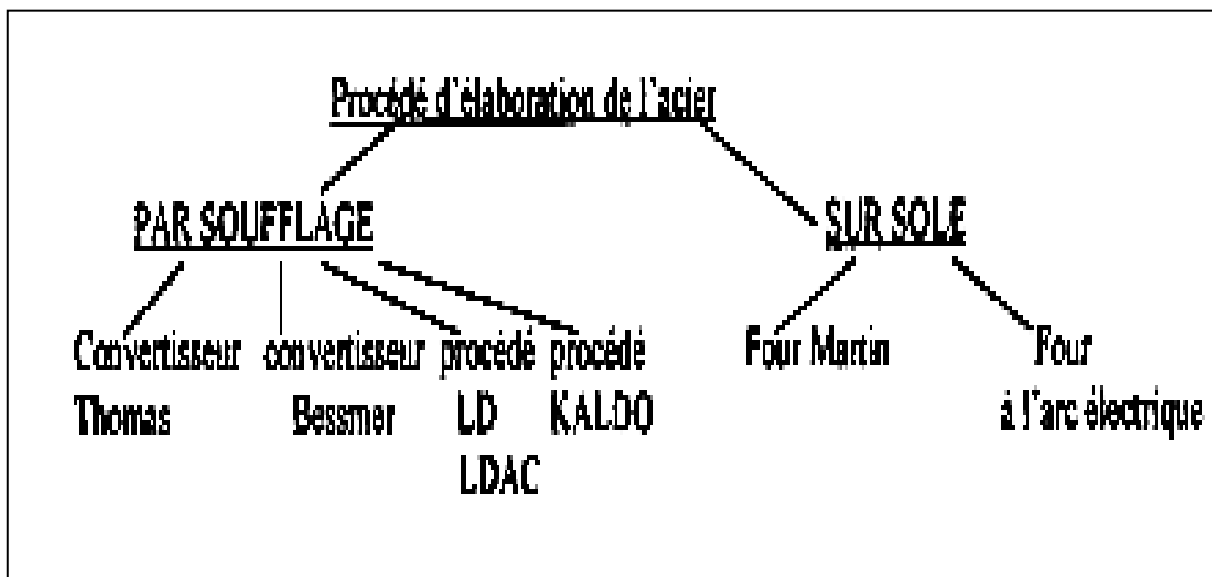 Procédé d'élaboration de l'acier
PAR SOUFFLAGE
SUR SOLE
Convertisseur convertisseur procédé procédé Four Martin Four
Thomas Bessmer LD KALDO à l'arc électrique
LDAC